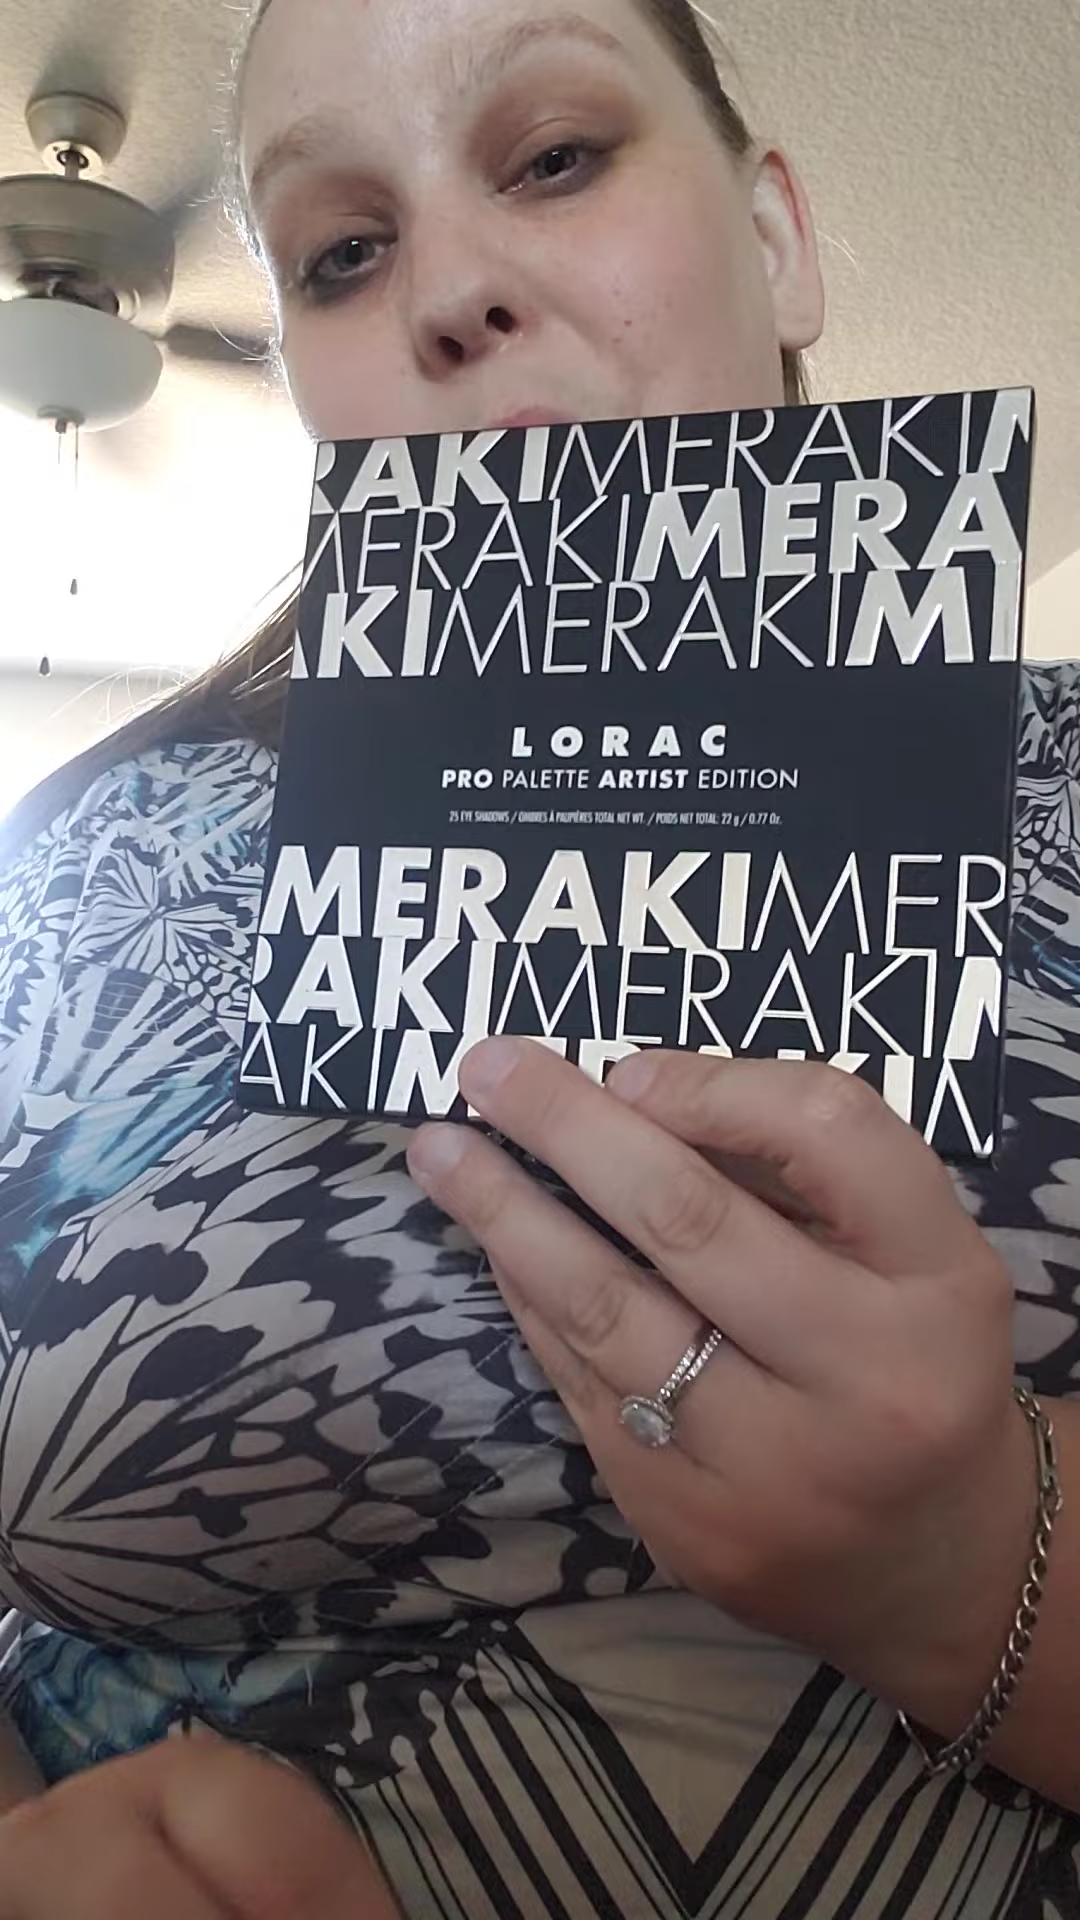 RAKIMERAKIM
MERAKIMERA
AKIMERAKIM
LORAC
PRO PALETTE ARTIST EDITION
25 EYE SHADOWS / OMBRES À PAUPIÈRES TOTAL NET WT. / POIDS NET TOTAL: 22 g / 0.77 Oz.
MERAKIMER
RAKIMERAKIM
AKIMERAKIM